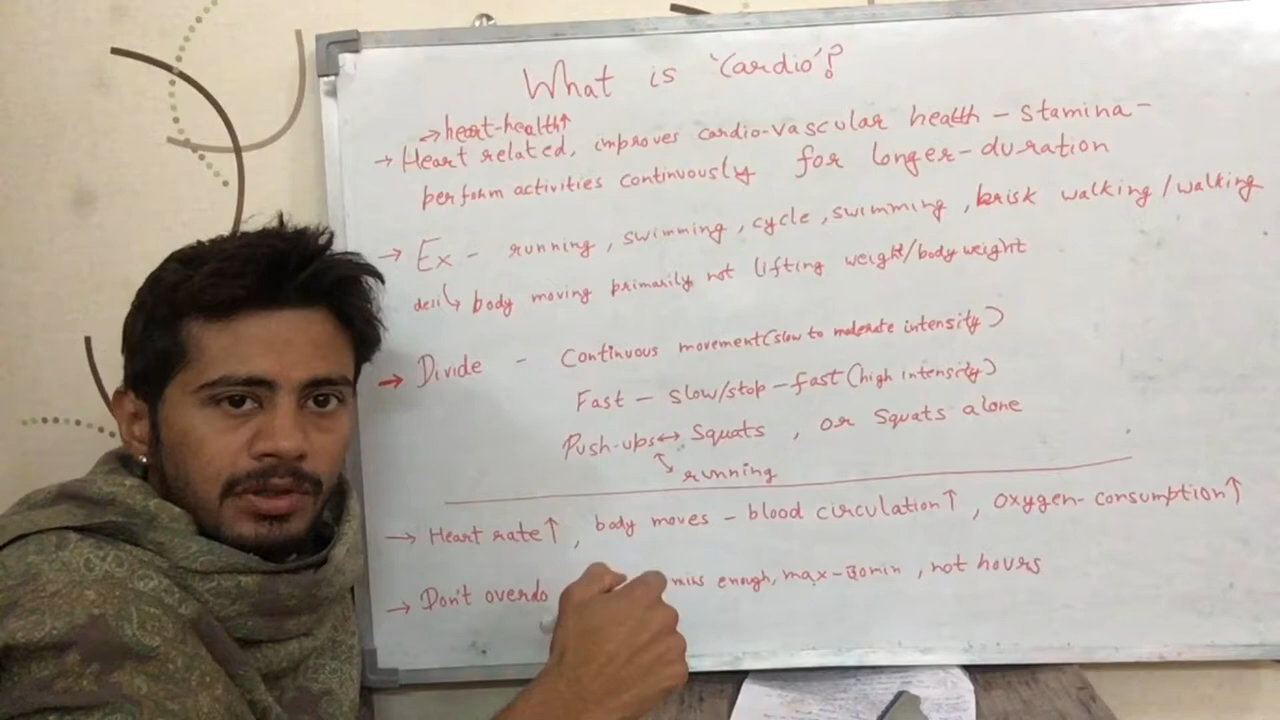 What is 'Cardio'?
→heart-health↑
→ Heart related, improves cardio-vascular health - stamina -
perform activities continuously for longer-duration
→ Ex - running, swimming, cycle, swimming, brisk walking/walking
desi↳ body moving primarily not lifting weight/body weight
→ Divide - Continuous movement(slow to moderate intensity)
Fast - slow/stop - fast (high intensity)
Push-ups↔Squats, or Squats alone
running
→ Heart rate↑, body moves - blood circulation↑, oxygen-consumption↑
→ Don't overdo mins enough, max-30min, not hours